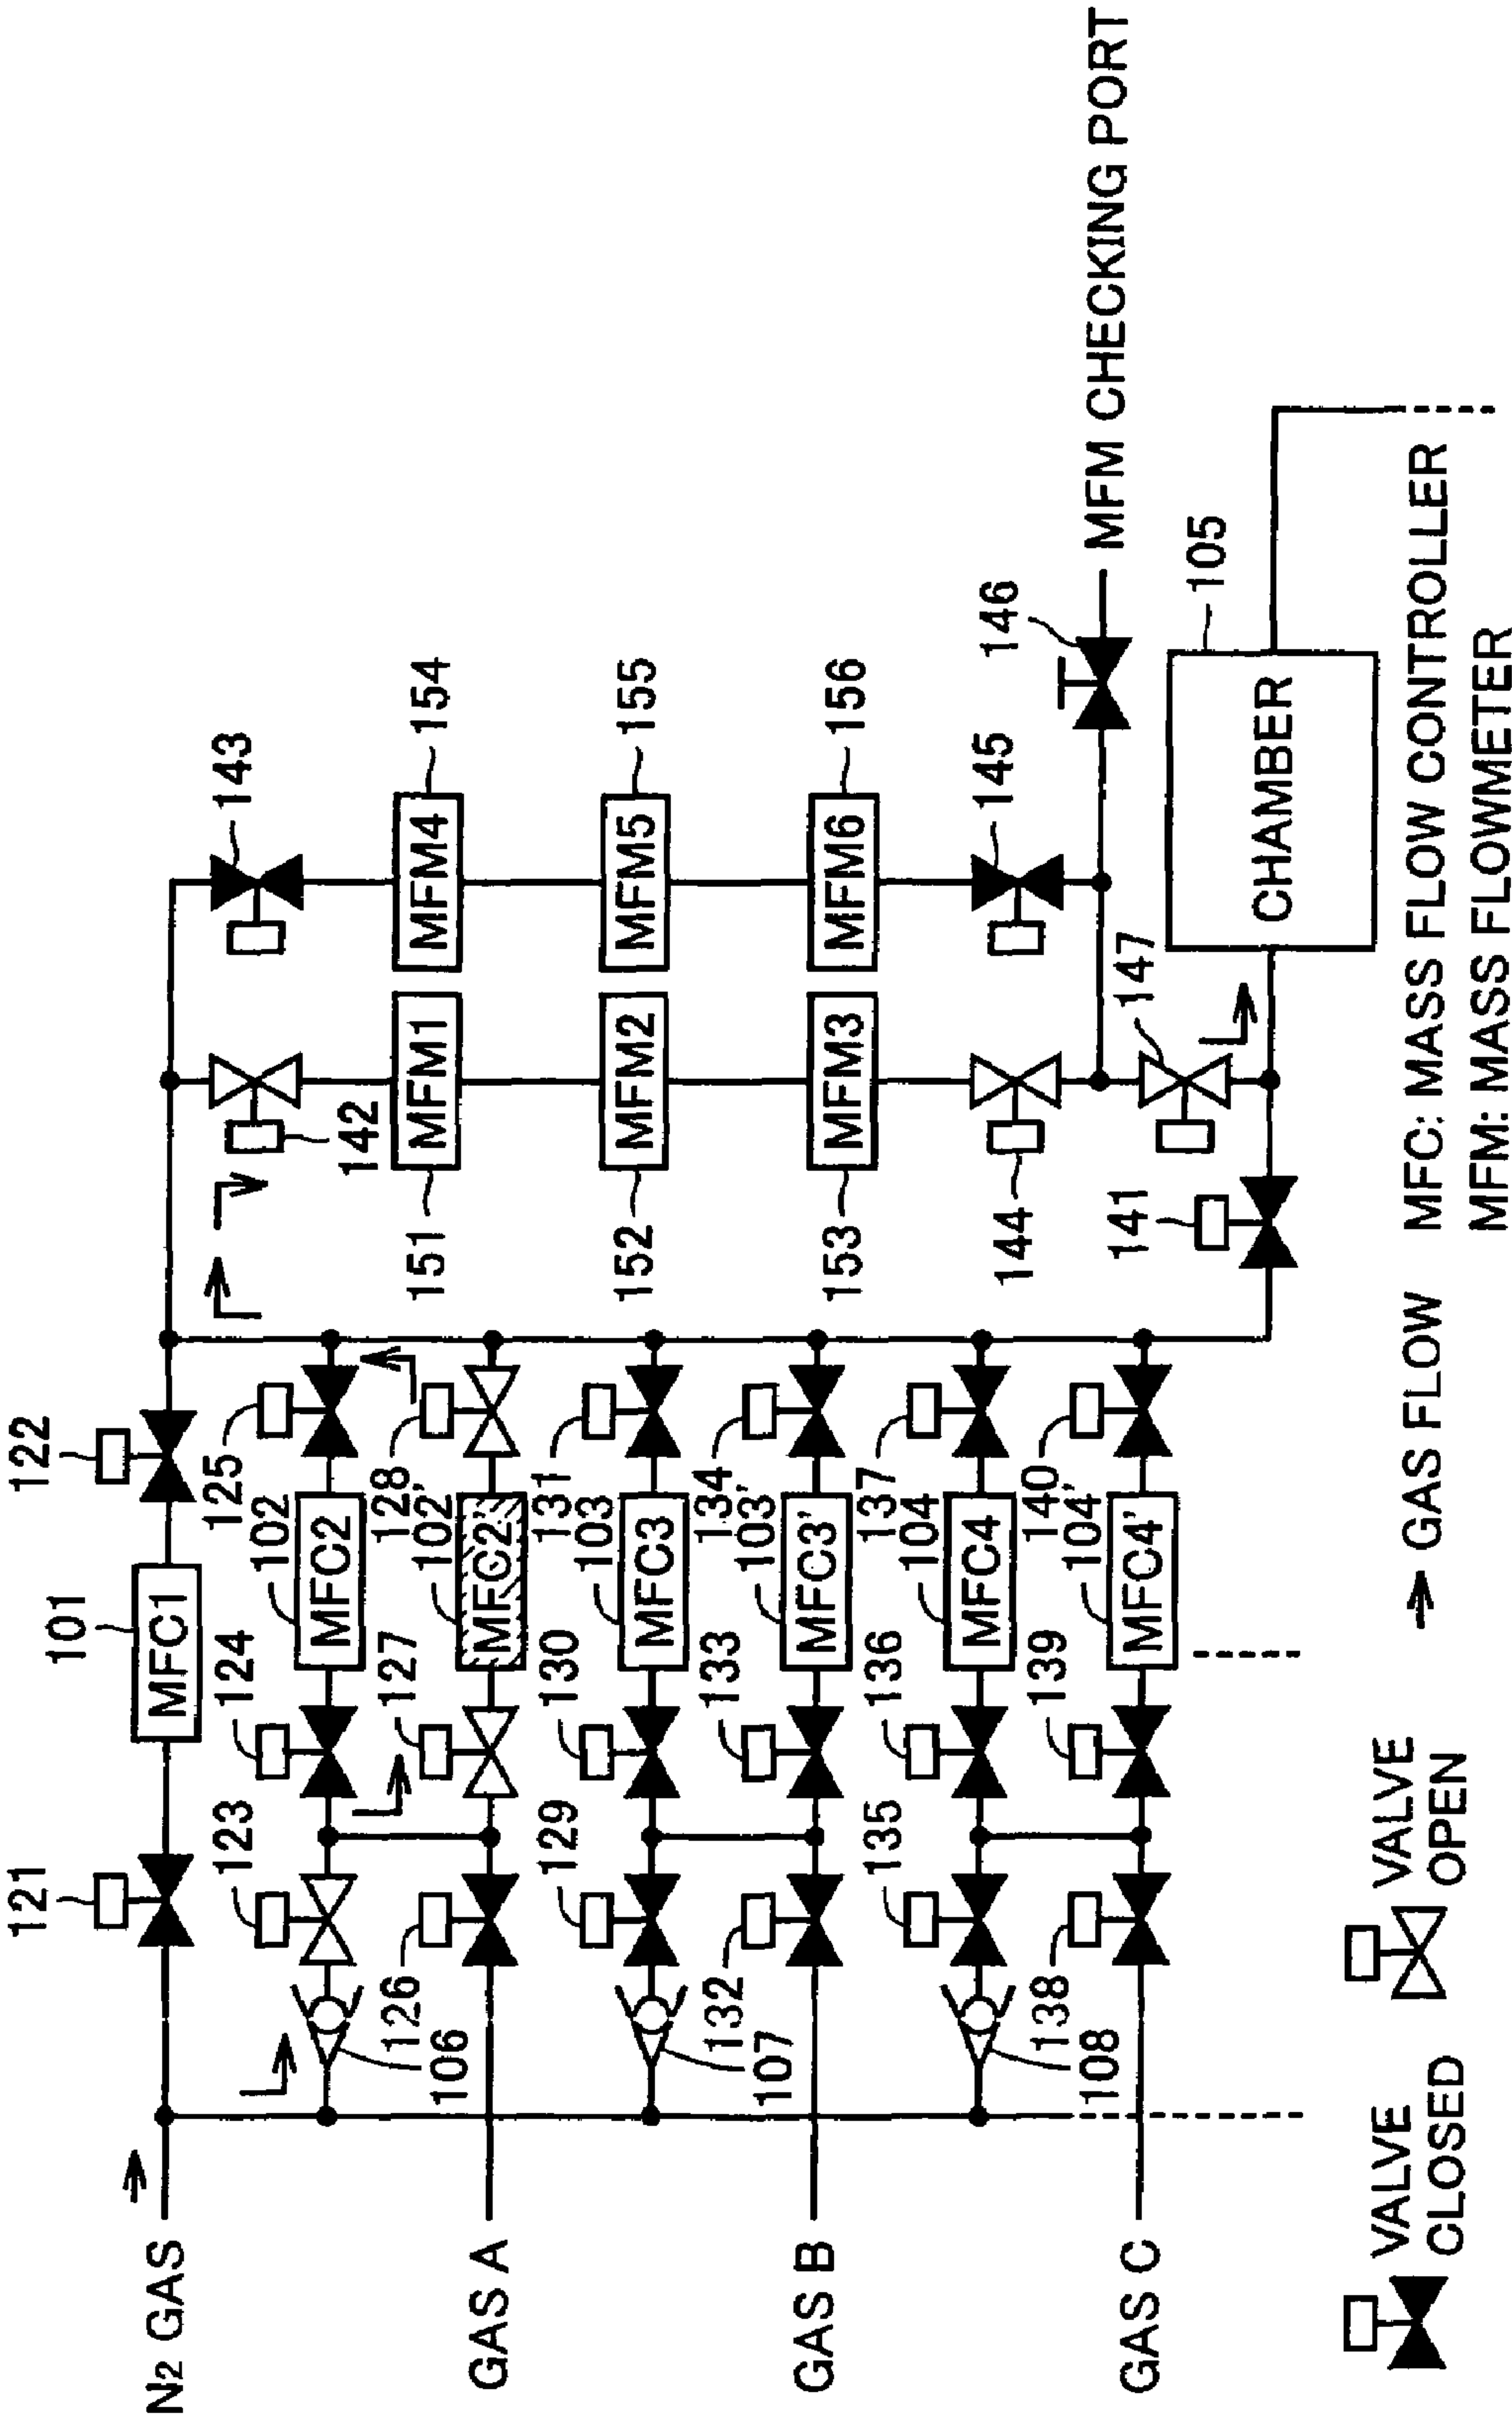 121
122
101
MFC1
N2 GAS
123
124
125
102
MFC2
143
142
126
106
127
128
102'
MFC2'
GAS A
151
MFM1
MFM4
154
129
130
131
103
MFC3
152
MFM2
MFM5
155
132
107
133
134
103'
MFC3'
GAS B
153
MFM3
MFM6
156
135
136
137
104
MFC4
144
145
146
138
108
139
140
104'
MFC4'
GAS C
141
147
MFM CHECKING PORT
105
CHAMBER
VALVE
CLOSED
VALVE
OPEN
GAS FLOW
MFC: MASS FLOW CONTROLLER
MFM: MASS FLOWMETER